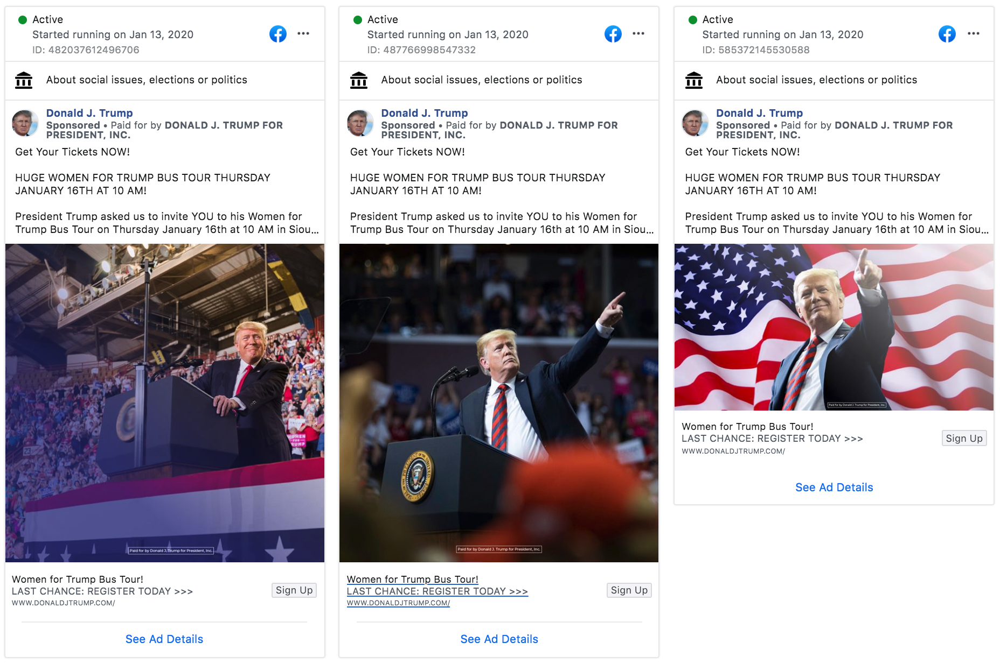 Active
Started running on Jan 13, 2020
ID: 482037612496706
About social issues, elections or politics
Donald J. Trump
Sponsored • Paid for by DONALD J. TRUMP FOR
PRESIDENT, INC.
Get Your Tickets NOW!
HUGE WOMEN FOR TRUMP BUS TOUR THURSDAY
JANUARY 16TH AT 10 AM!
President Trump asked us to invite YOU to his Women for
Trump Bus Tour on Thursday January 16th at 10 AM in Siou...
WOMEN
FOR
TRUMP
23
Paid for by Donald J. Trump for President, Inc.
Women for Trump Bus Tour!
LAST CHANCE: REGISTER TODAY >>>
WWW.DONALDJTRUMP.COM/
Sign Up
See Ad Details
Active
Started running on Jan 13, 2020
ID: 487766998547332
About social issues, elections or politics
Donald J. Trump
Sponsored • Paid for by DONALD J. TRUMP FOR
PRESIDENT, INC.
Get Your Tickets NOW!
HUGE WOMEN FOR TRUMP BUS TOUR THURSDAY
JANUARY 16TH AT 10 AM!
President Trump asked us to invite YOU to his Women for
Trump Bus Tour on Thursday January 16th at 10 AM in Siou...
Paid for by Donald J. Trump for President, Inc.
Women for Trump Bus Tour!
LAST CHANCE: REGISTER TODAY >>>
WWW.DONALDJTRUMP.COM/
Sign Up
See Ad Details
Active
Started running on Jan 13, 2020
ID: 585372145530588
About social issues, elections or politics
Donald J. Trump
Sponsored • Paid for by DONALD J. TRUMP FOR
PRESIDENT, INC.
Get Your Tickets NOW!
HUGE WOMEN FOR TRUMP BUS TOUR THURSDAY
JANUARY 16TH AT 10 AM!
President Trump asked us to invite YOU to his Women for
Trump Bus Tour on Thursday January 16th at 10 AM in Siou...
Paid for by Donald J. Trump for President, Inc.
Women for Trump Bus Tour!
LAST CHANCE: REGISTER TODAY >>>
WWW.DONALDJTRUMP.COM/
Sign Up
See Ad Details